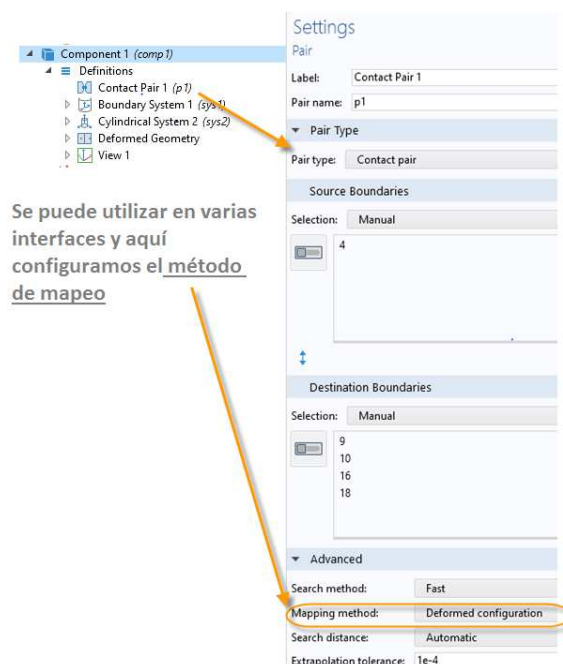 Component 1 (comp1)
Definitions
Contact Pair 1 (p1)
Boundary System 1 (sys1)
Cylindrical System 2 (sys2)
Deformed Geometry
View 1
Se puede utilizar en varias
interfaces y aquí
configuramos el método
de mapeo
Settings
Pair
Label: Contact Pair 1
Pair name: p1
Pair Type
Pair type: Contact pair
Source Boundaries
Selection: Manual
4
Destination Boundaries
Selection: Manual
9
10
16
18
Advanced
Search method: Fast
Mapping method: Deformed configuration
Search distance: Automatic
Extrapolation tolerance: 1e-4